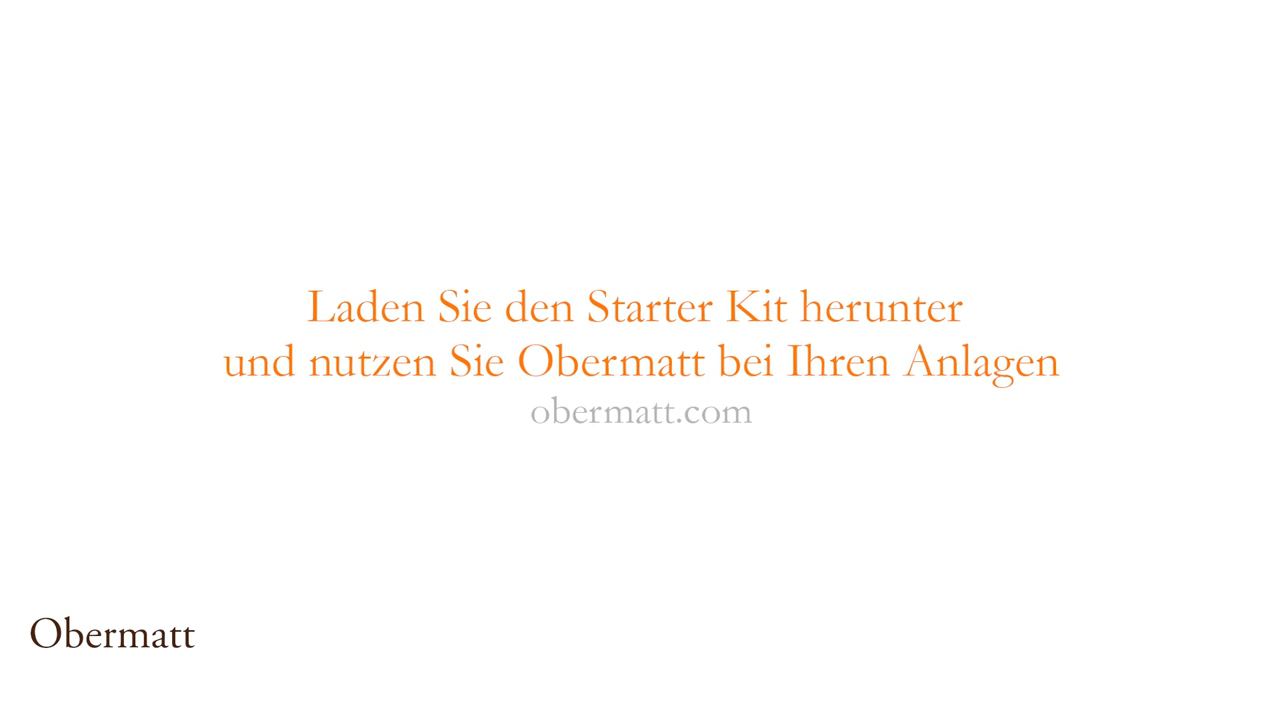 Laden Sie den Starter Kit herunter
und nutzen Sie Obermatt bei Ihren Anlagen
obermatt.com
Obermatt